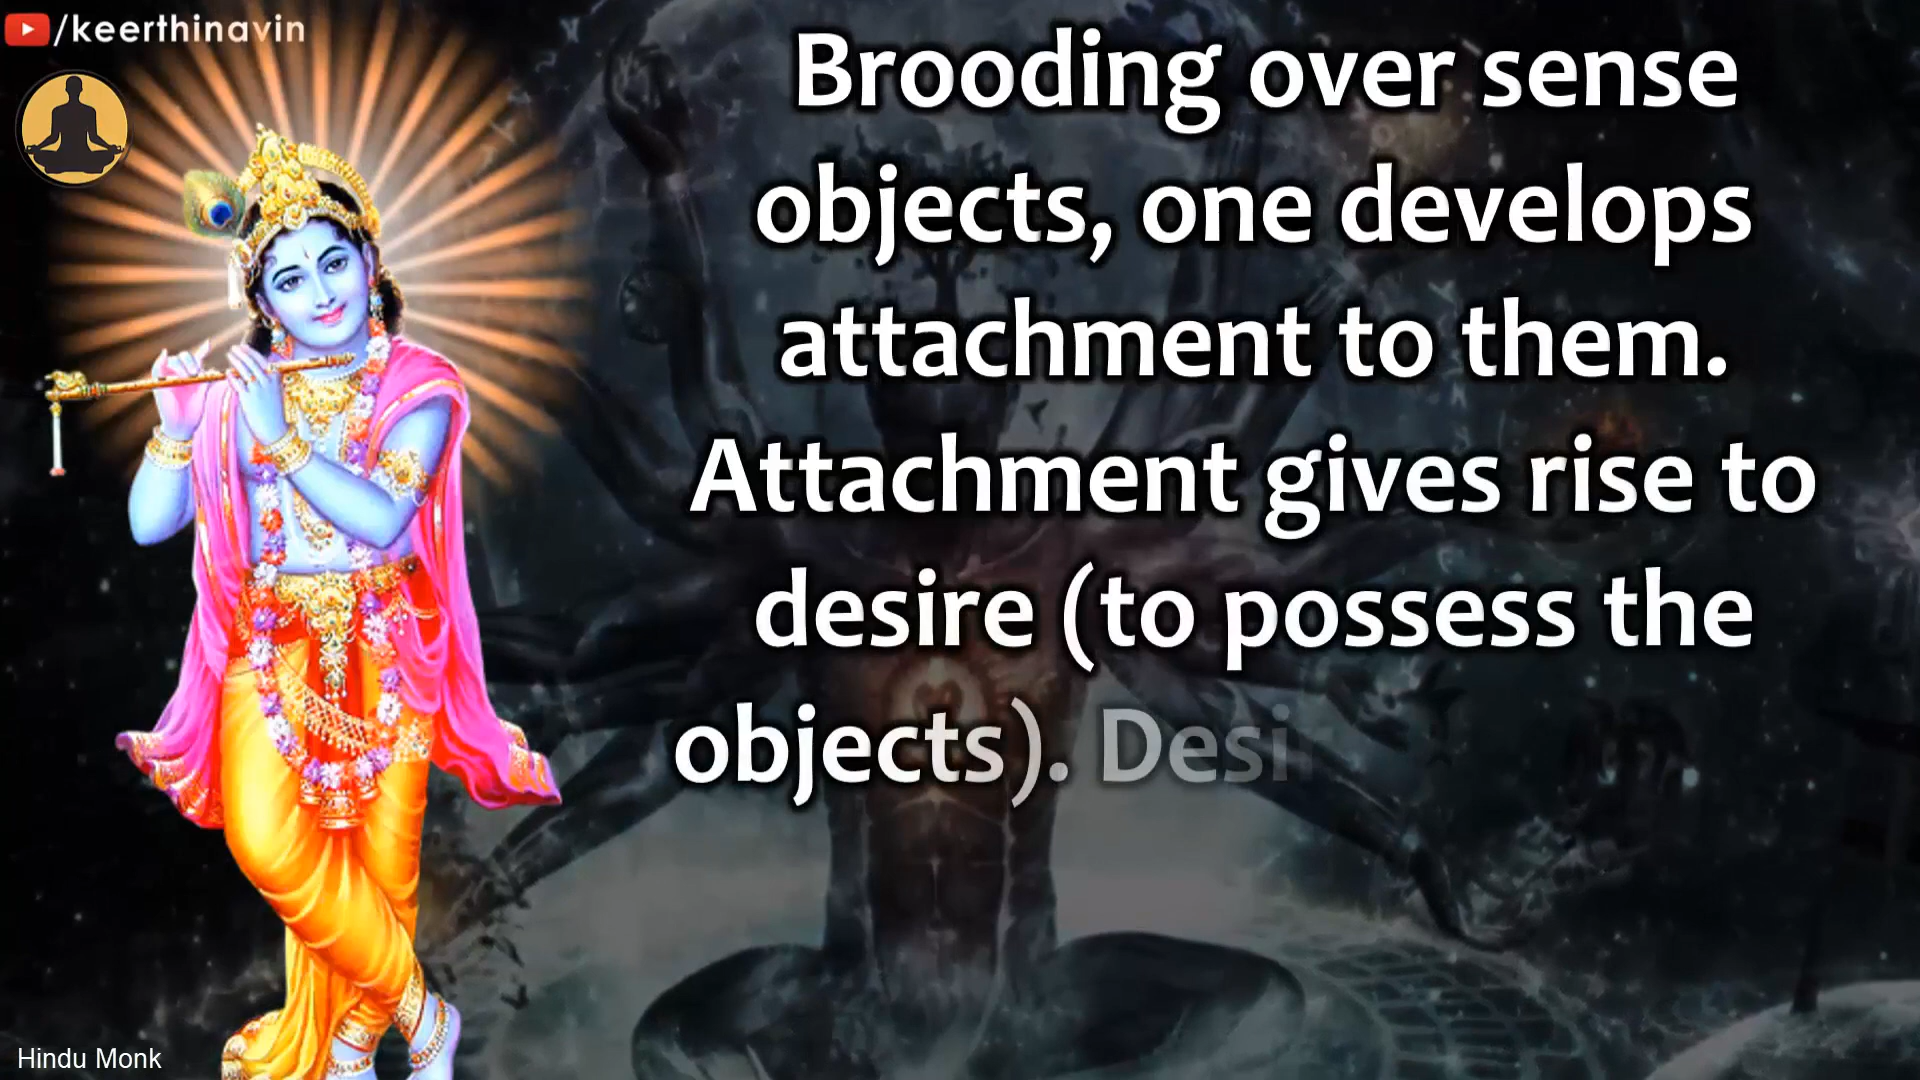 /keerthinavin
Brooding over sense
objects, one develops
attachment to them.
Attachment gives rise to
desire (to possess the
objects). Desi
Hindu Monk